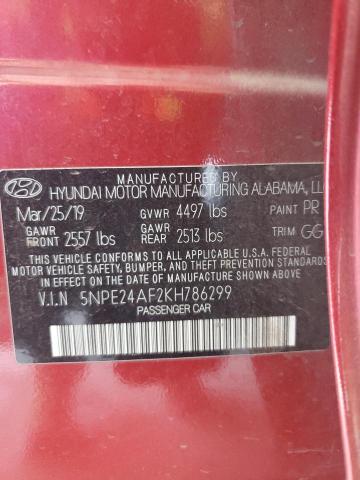 MANUFACTURED BY
HYUNDAI MOTOR MANUFACTURING ALABAMA, LL
Mar/25/19 GVWR 4497 lbs PAINT PR
GAWR FRONT 2557 lbs GAWR REAR 2513 lbs TRIM GG
THIS VEHICLE CONFORMS TO ALL APPLICABLE U.S.A. FEDERAL
MOTOR VEHICLE SAFETY, BUMPER, AND THEFT PREVENTION
STANDARDS IN EFFECT ON THE DATE OF MANUFACTURE
SHOWN ABOVE.
V.I.N 5NPE24AF2KH786299
PASSENGER CAR